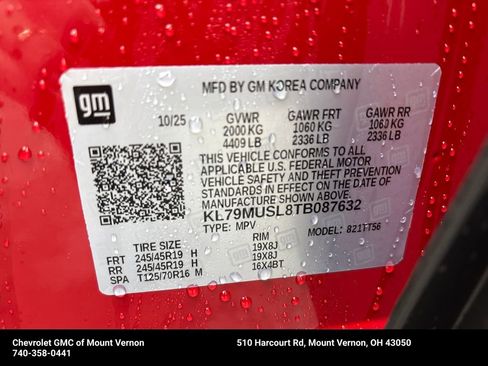 gm
MFD BY GM KOREA COMPANY
10/25
GVWR GAWR FRT GAWR RR
2000 KG 1060 KG 1060 KG
4409 LB 2336 LB 2336 LB
THIS VEHICLE CONFORMS TO ALL
APPLICABLE U.S. FEDERAL MOTOR
VEHICLE SAFETY AND THEFT PREVENTION
STANDARDS IN EFFECT ON THE DATE OF
MANUFACTURE SHOWN ABOVE.
KL79MUSL8TB087632
TYPE: MPV MODEL: 821TT56
TIRE SIZE RIM
FRT 245/45R19 H 19X8J
RR 245/45R19 H 19X8J
SPA T125/70R16 M 16X4BT
Chevrolet GMC of Mount Vernon 510 Harcourt Rd, Mount Vernon, OH 43050
740-358-0441